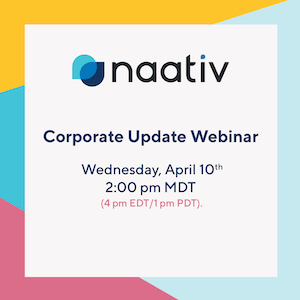 naativ
Corporate Update Webinar
Wednesday, April 10th
2:00 pm MDT
(4 pm EDT/1 pm PDT).